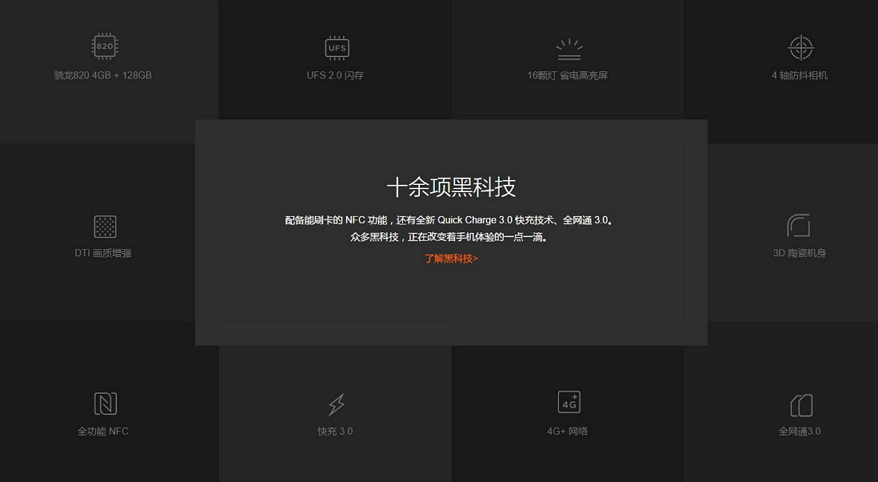 820
骁龙820 4GB + 128GB
UFS
UFS 2.0 闪存
16颗灯 省电高亮屏
4 轴防抖相机
十余项黑科技
配备能刷卡的 NFC 功能，还有全新 Quick Charge 3.0 快充技术、全网通 3.0。
众多黑科技，正在改变着手机体验的一点一滴。
了解黑科技>
DTI 画质增强
3D 陶瓷机身
全功能 NFC
快充 3.0
4G+
4G+ 网络
全网通3.0